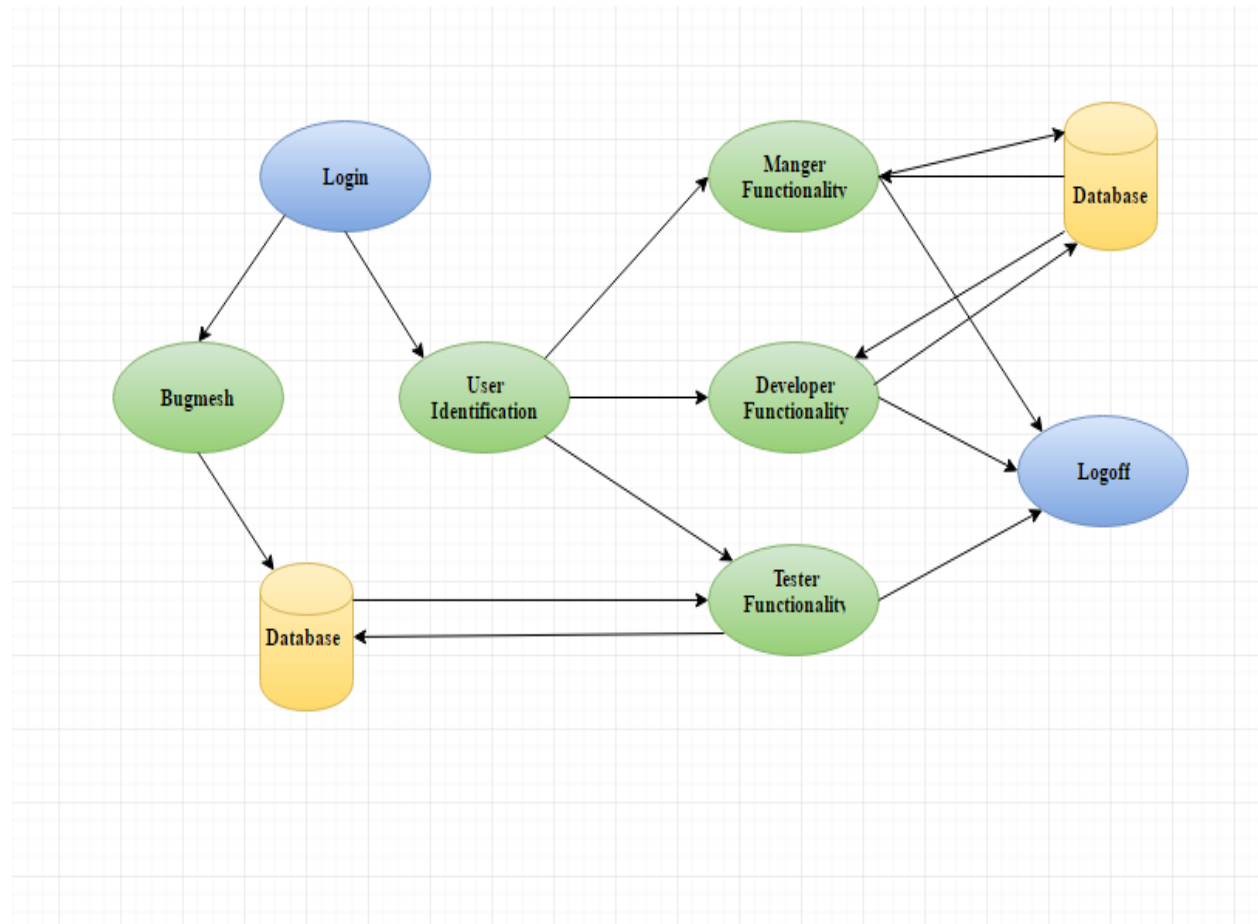 Login
Manger
Functionality
Database
Bugmesh
User
Identification
Developer
Functionality
Logoff
Tester
Functionality
Database